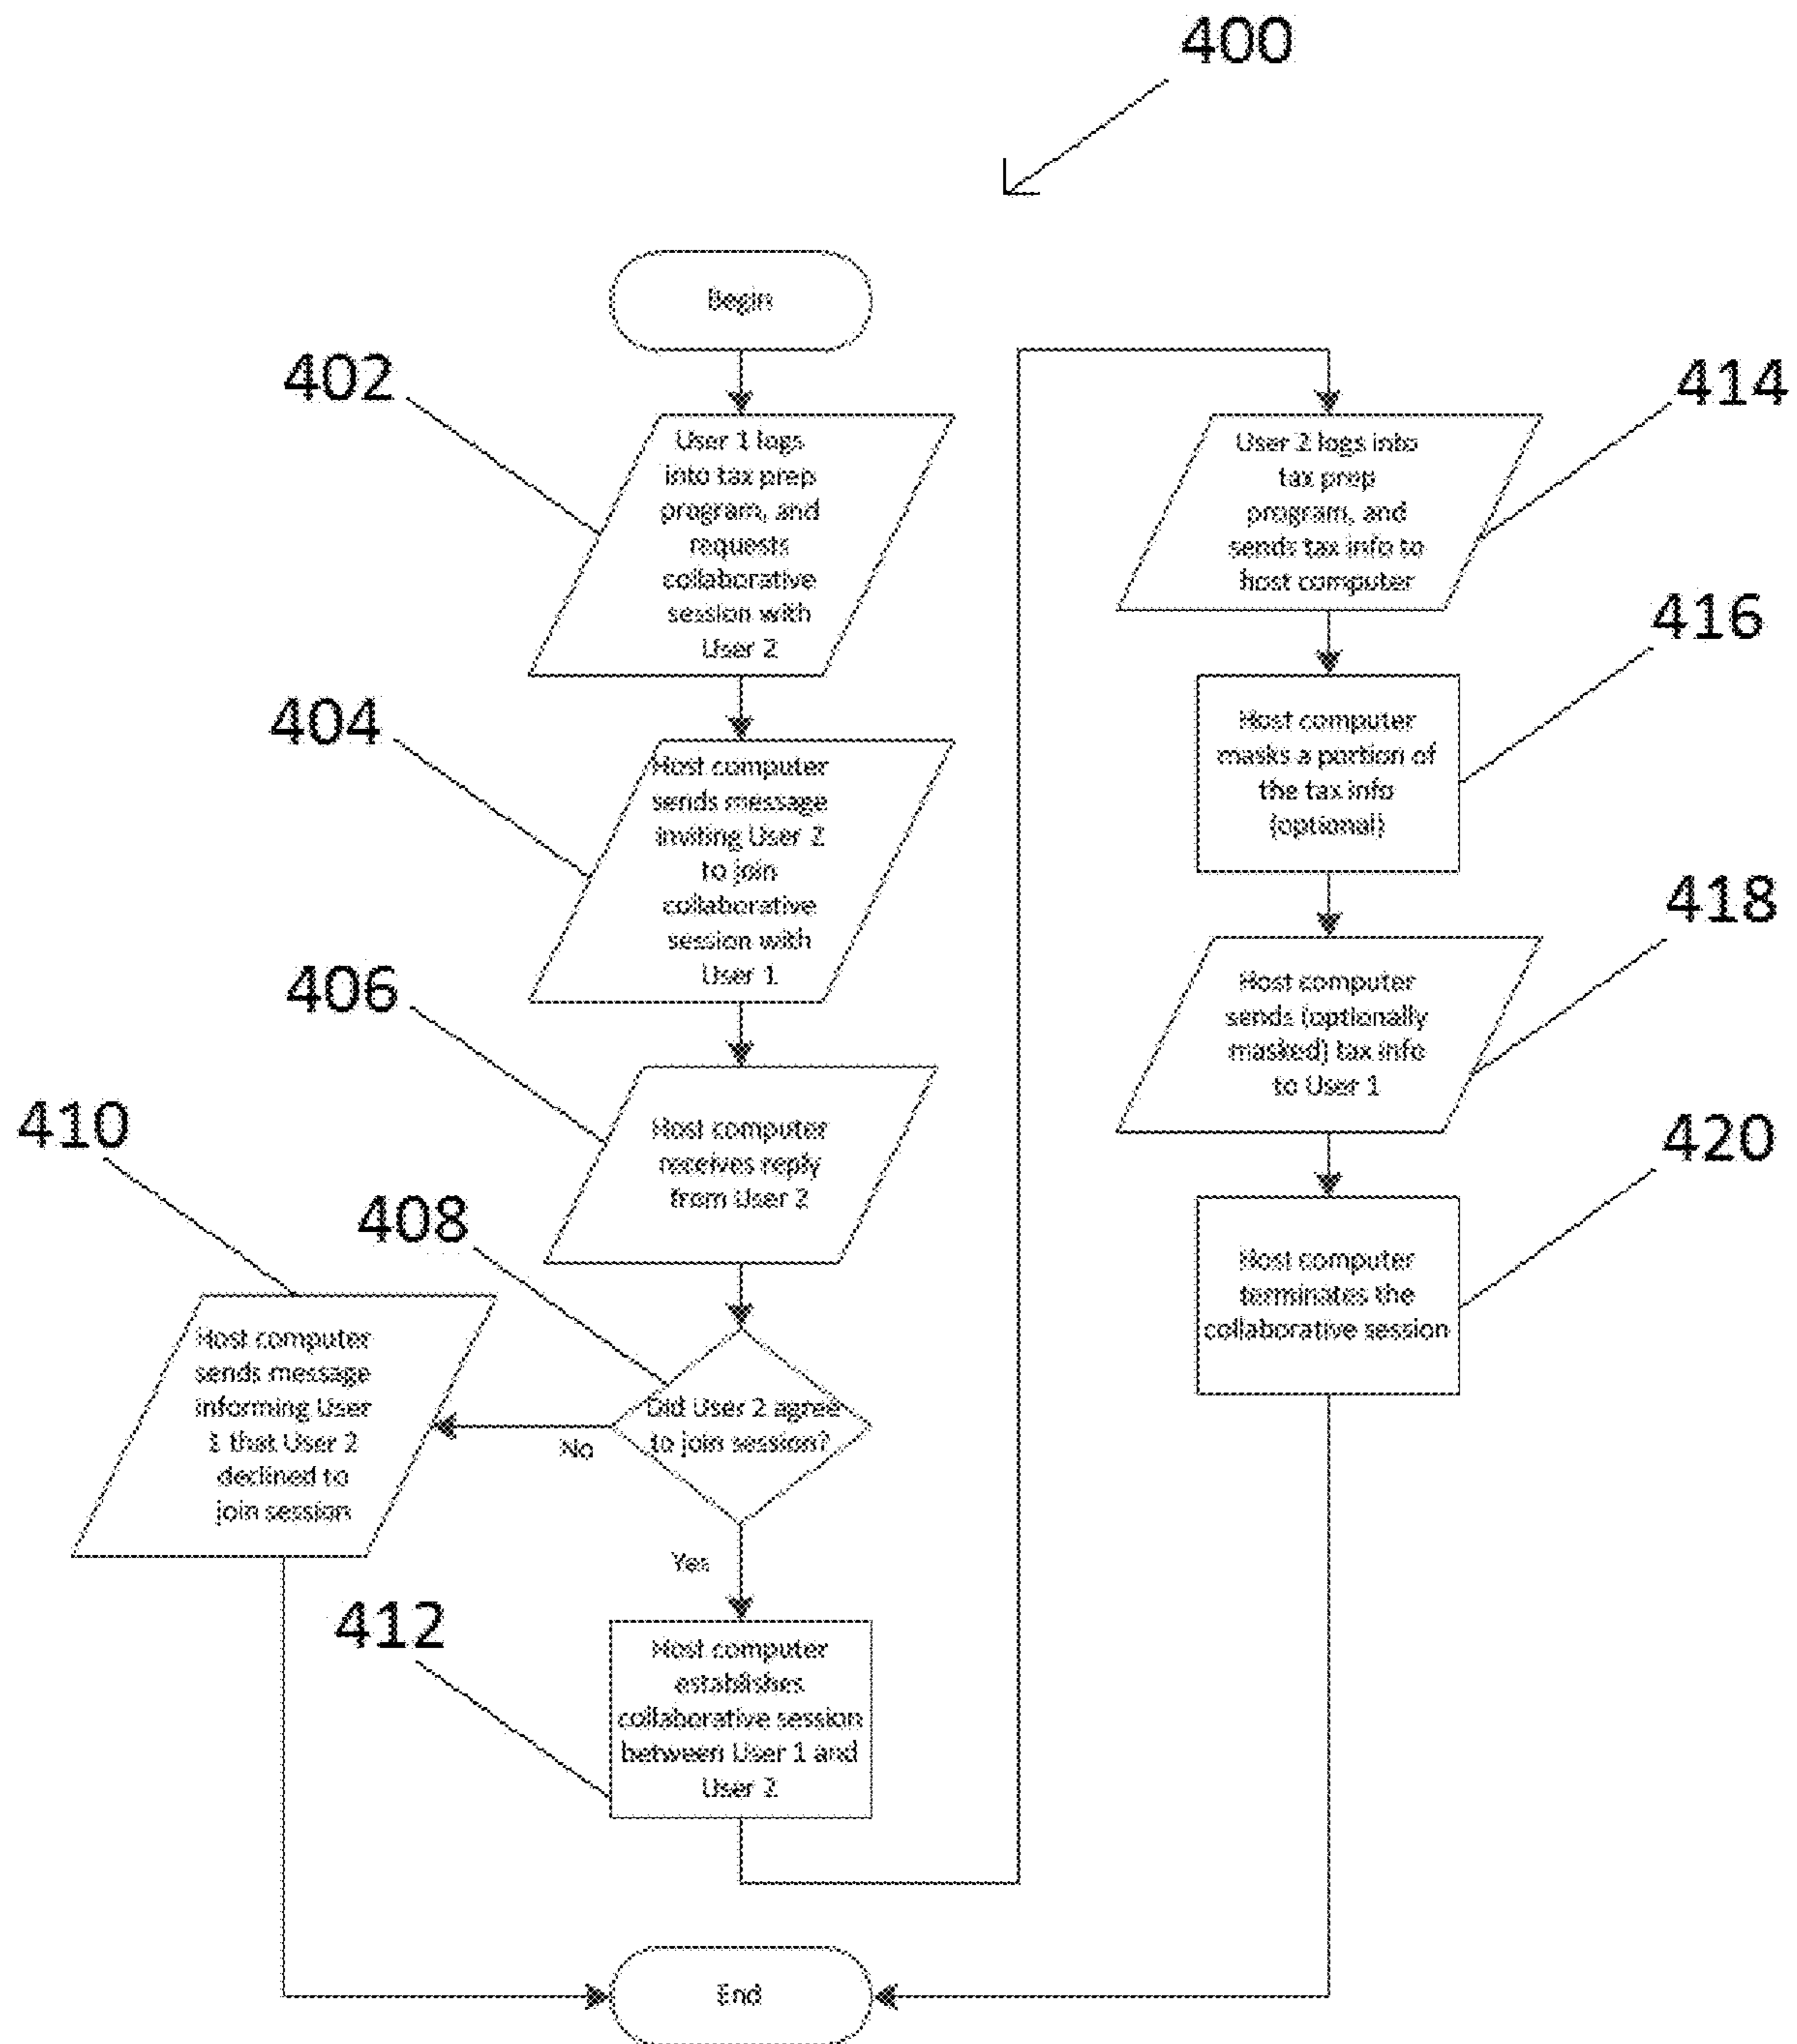 400
Begin
402
User 1 logs
into tax prep
program, and
requests
collaborative
session with
User 2
404
Host computer
sends message
inviting User 2
to join
collaborative
session with
User 1
406
Host computer
receives reply
from User 2
408
Did User 2 agree
to join session?
No
410
Host computer
sends message
informing User
1 that User 2
declined to
join session
Yes
412
Host computer
establishes
collaborative session
between User 1 and
User 2
414
User 2 logs into
tax prep
program, and
sends tax info to
host computer
416
Host computer
masks a portion of
the tax info
(optional)
418
Host computer
sends (optionally
masked) tax info
to User 1
420
Host computer
terminates the
collaborative session
End